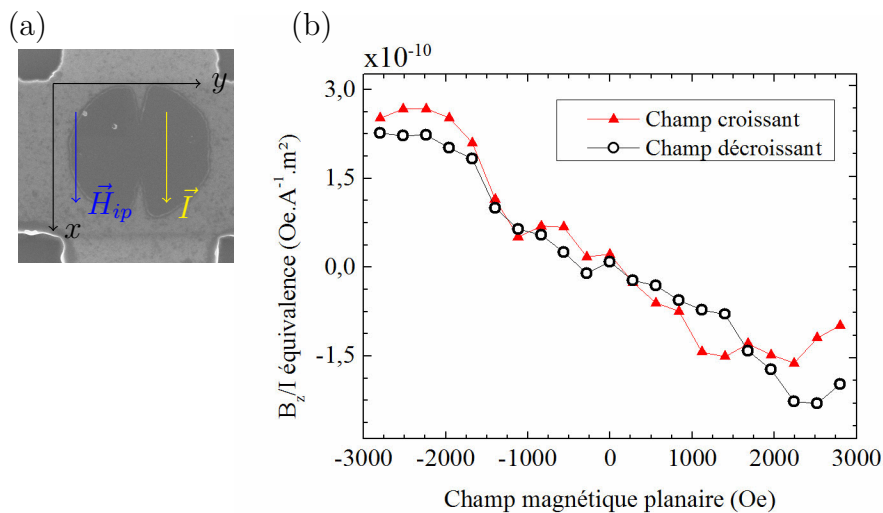 (a)
(b)
y
H_ip
I
x
x10⁻¹⁰
3,0
1,5
0,0
-1.5
Champ croissant
Champ décroissant
B_z/I équivalence (Oe.A⁻¹.m²)
-3000 -2000 -1000 0 1000 2000 3000
Champ magnétique planaire (Oe)